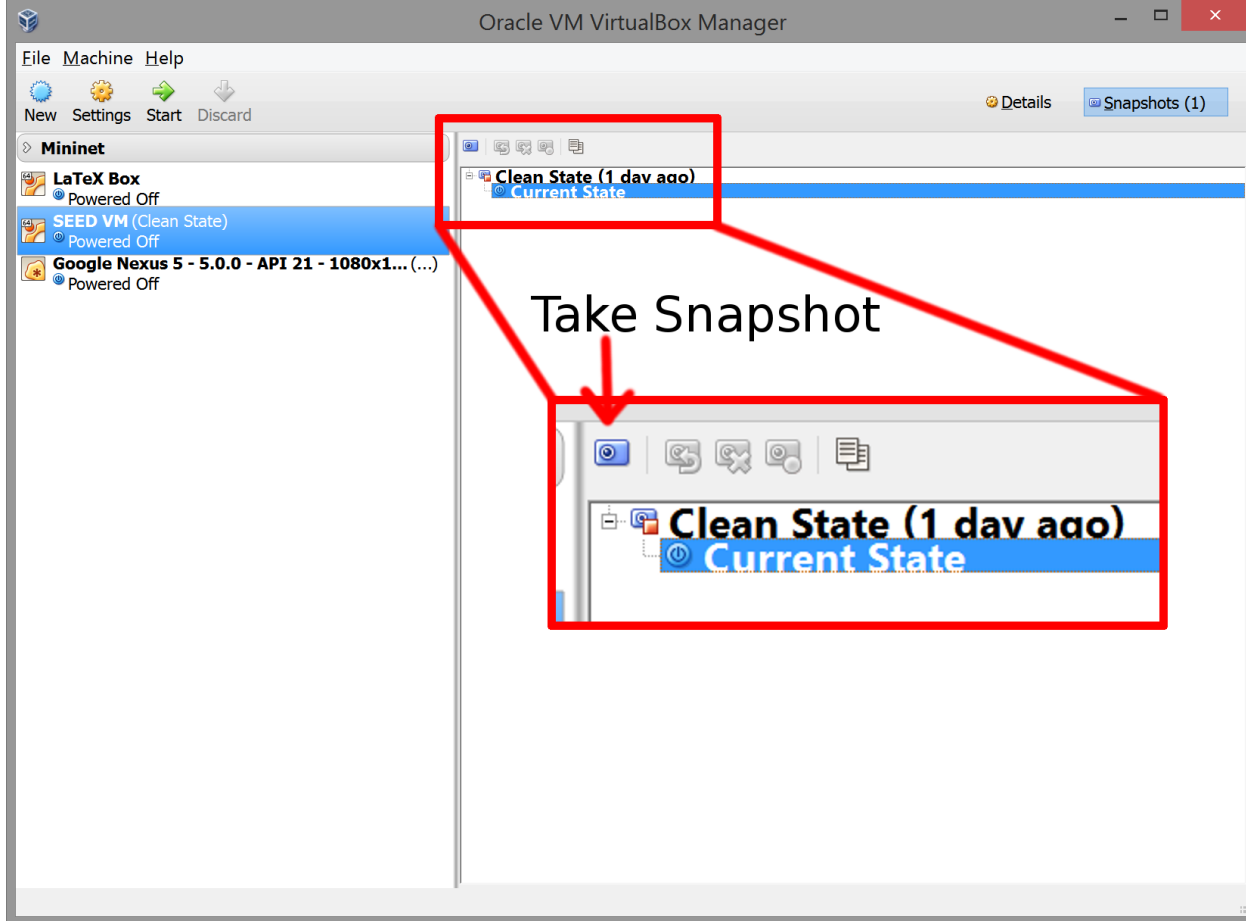 Oracle VM VirtualBox Manager
File Machine Help
New Settings Start Discard
Details Snapshots (1)
Mininet
LaTeX Box
Powered Off
SEED VM (Clean State)
Powered Off
Google Nexus 5 - 5.0.0 - API 21 - 1080x1... (...)
Powered Off
Clean State (1 day ago)
Current State
Take Snapshot
Clean State (1 day ago)
Current State